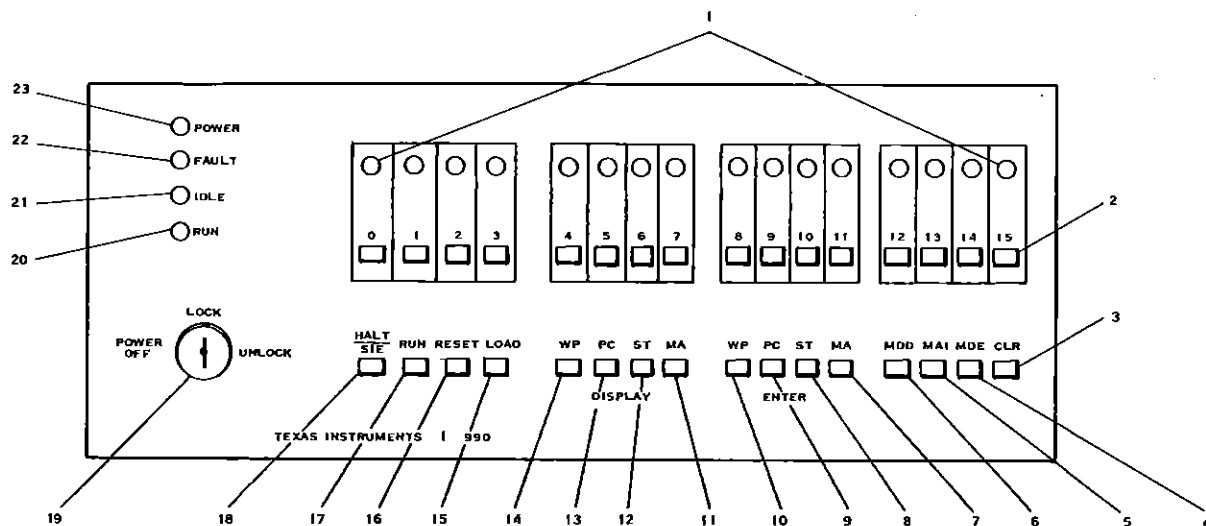 1
23
POWER
22
FAULT
21
IDLE
20
RUN
0 1 2 3 4 5 6 7 8 9 10 11 12 13 14 15
2
LOCK
POWER OFF
UNLOCK
HALT
SIE
RUN RESET LOAD WP PC ST MA WP PC ST MA MDD MAI MDE CLR
3
DISPLAY ENTER
TEXAS INSTRUMENTS 990
19 18 17 16 15 14 13 12 11 10 9 8 7 6 5